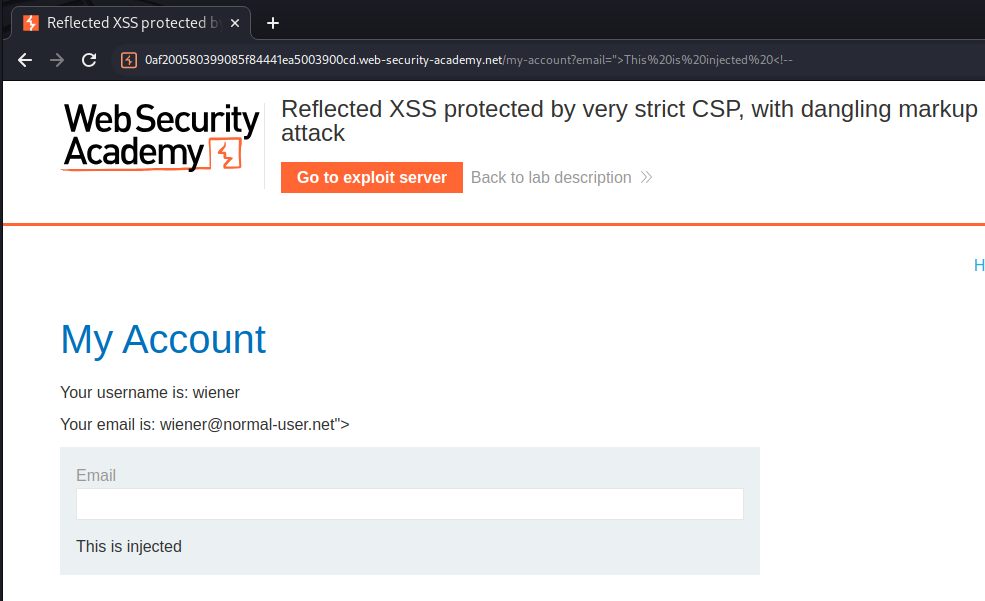 Reflected XSS protected by
0af200580399085f84441ea5003900cd.web-security-academy.net/my-account?email=">This%20is%20injected%20<!--
Web Security
Academy
Reflected XSS protected by very strict CSP, with dangling markup
attack
Go to exploit server
Back to lab description
H
My Account
Your username is: wiener
Your email is: wiener@normal-user.net">
Email
This is injected